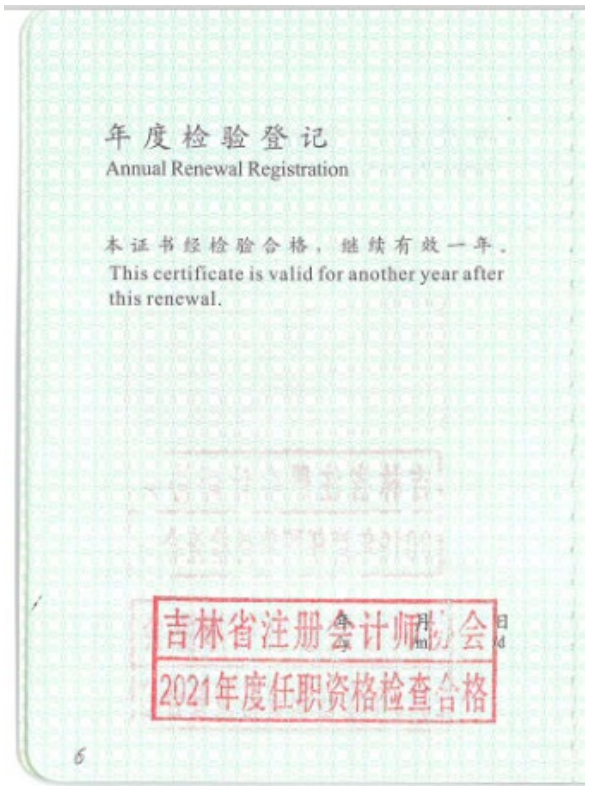 年度检验登记
Annual Renewal Registration
本证书经检验合格，继续有效一年。
This certificate is valid for another year after
this renewal.
吉林省注册会计师协会
年 月 日
y m d
2021年度任职资格检查合格
6